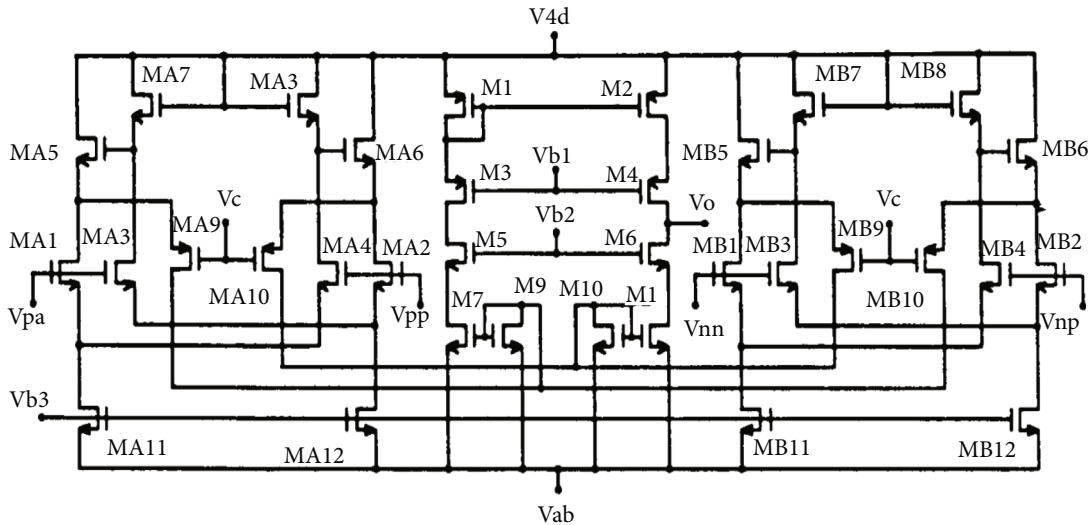 V4d
MA7 MA3 M1 M2 MB7 MB8
MA5 MA6 MB5 MB6
M3 Vb1 M4
Vc Vo Vc
MA9 Vb2 MB9
MA1 MA3 MA4 MA2 M5 M6 MB1 MB3 MB4 MB2
MA10 M7 M9 M10 M1 MB10
Vpa Vpp Vnn Vnp
Vb3
MA11 MA12 MB11 MB12
Vab